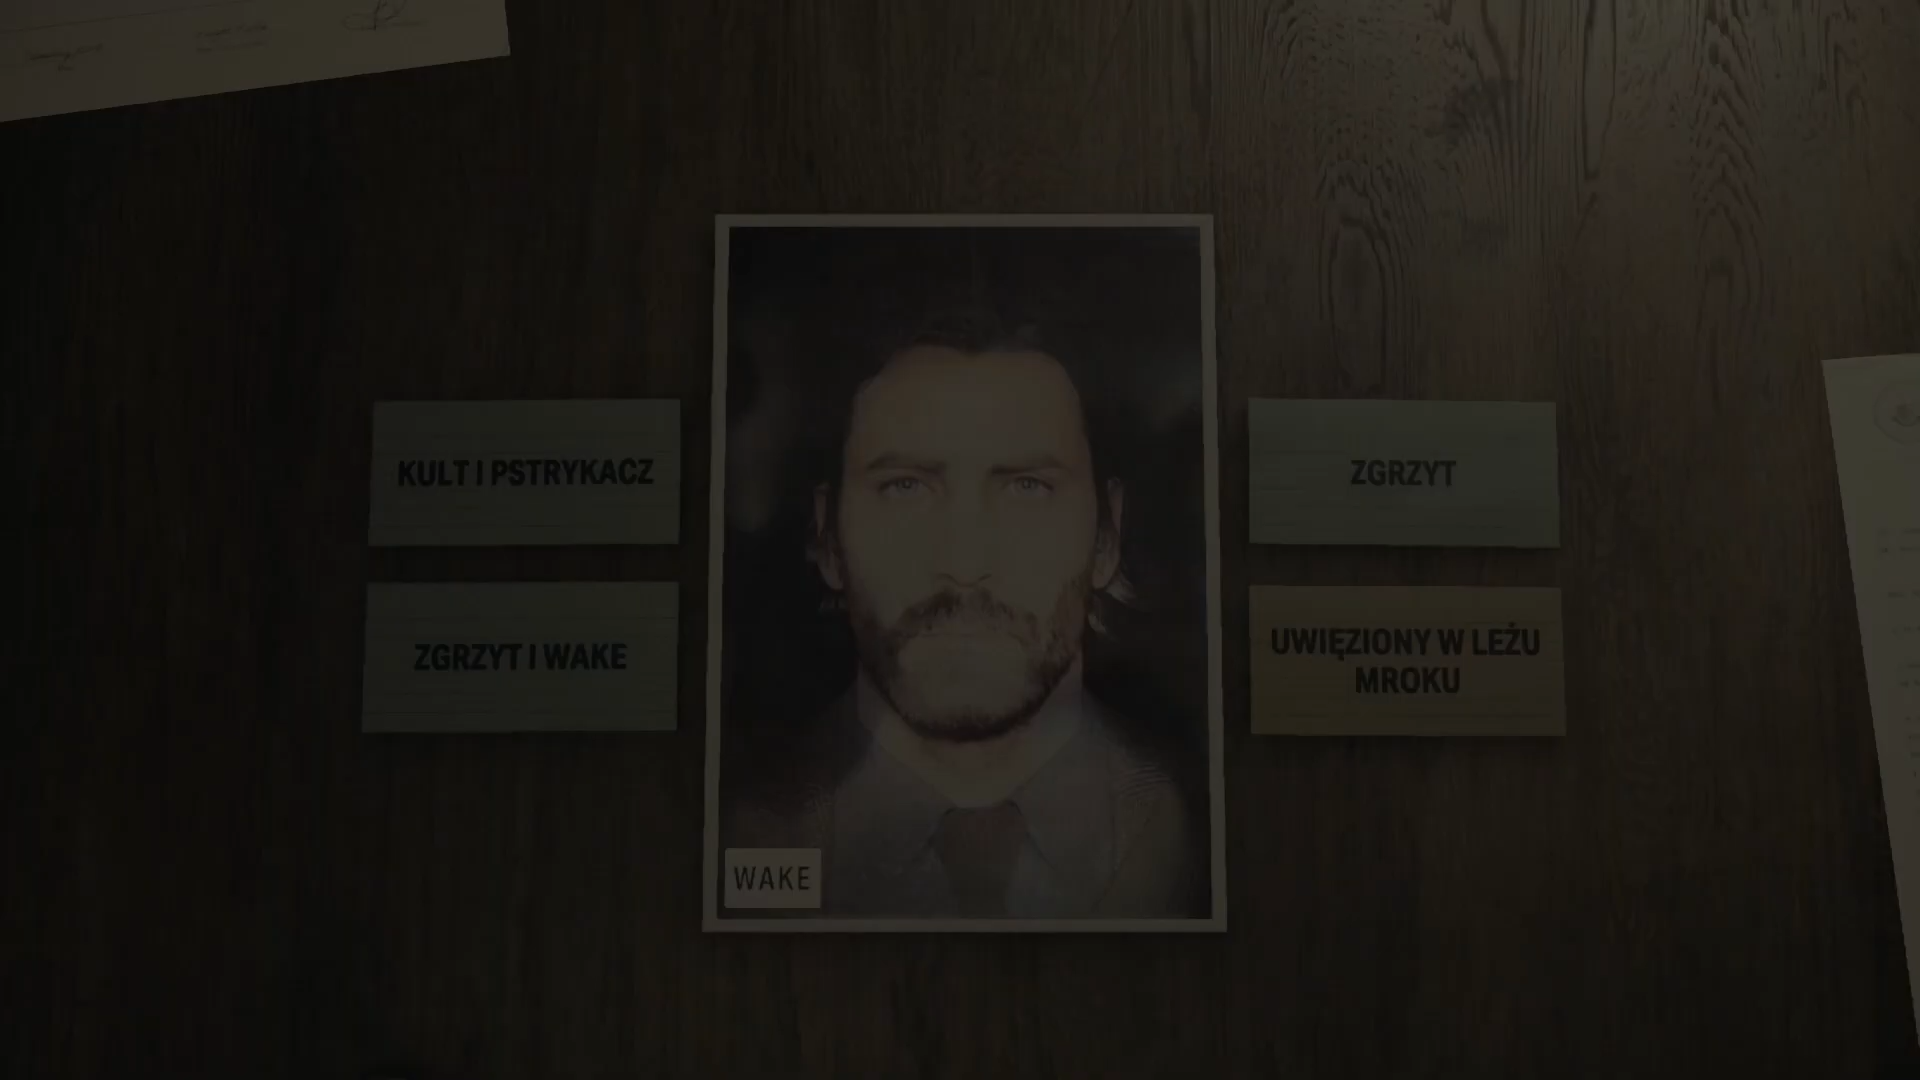 KULT I PSTRYKACZ
ZGRZYT
ZGRZYT I WAKE
UWIĘZIONY W LEŻU
MROKU
WAKE